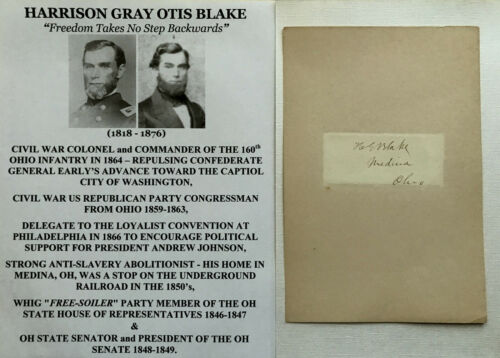 HARRISON GRAY OTIS BLAKE
"Freedom Takes No Step Backwards"
(1818 - 1876)
CIVIL WAR COLONEL and COMMANDER OF THE 160th
OHIO INFANTRY IN 1864 – REPULSING CONFEDERATE
GENERAL EARLY'S ADVANCE TOWARD THE CAPTIOL
CITY OF WASHINGTON,
CIVIL WAR US REPUBLICAN PARTY CONGRESSMAN
FROM OHIO 1859-1863,
DELEGATE TO THE LOYALIST CONVENTION AT
PHILADELPHIA IN 1866 TO ENCOURAGE POLITICAL
SUPPORT FOR PRESIDENT ANDREW JOHNSON,
STRONG ANTI-SLAVERY ABOLITIONIST - HIS HOME IN
MEDINA, OH, WAS A STOP ON THE UNDERGROUND
RAILROAD IN THE 1850's,
WHIG "FREE-SOILER" PARTY MEMBER OF THE OH
STATE HOUSE OF REPRESENTATIVES 1846-1847
&
OH STATE SENATOR and PRESIDENT OF THE OH
SENATE 1848-1849.
H G Blake
Medina
Ohio